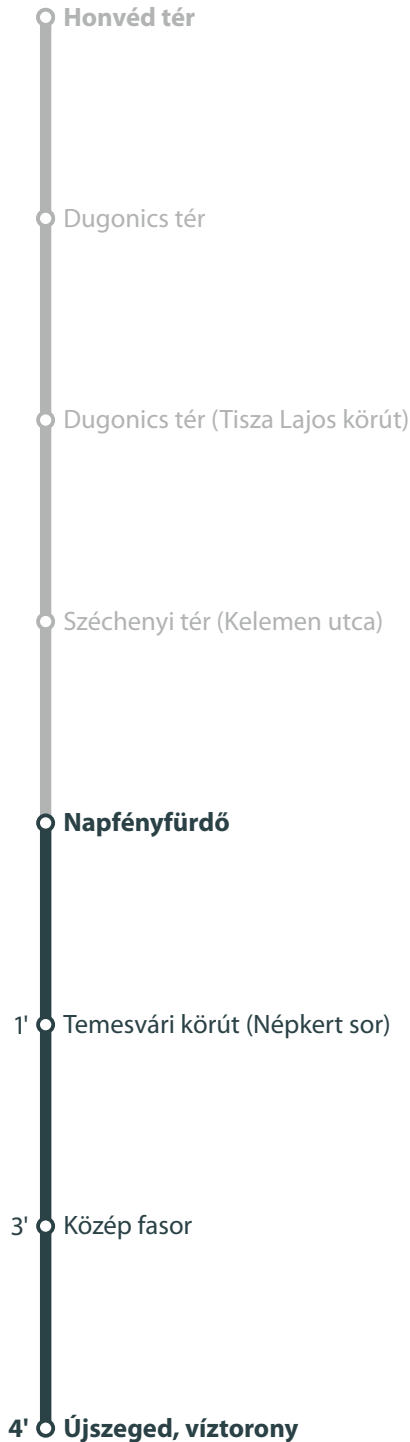 Honvéd tér
Dugonics tér
Dugonics tér (Tisza Lajos körút)
Széchenyi tér (Kelemen utca)
Napfényfürdő
1' Temesvári körút (Népkert sor)
3' Közép fasor
4' Újszeged, víztorony